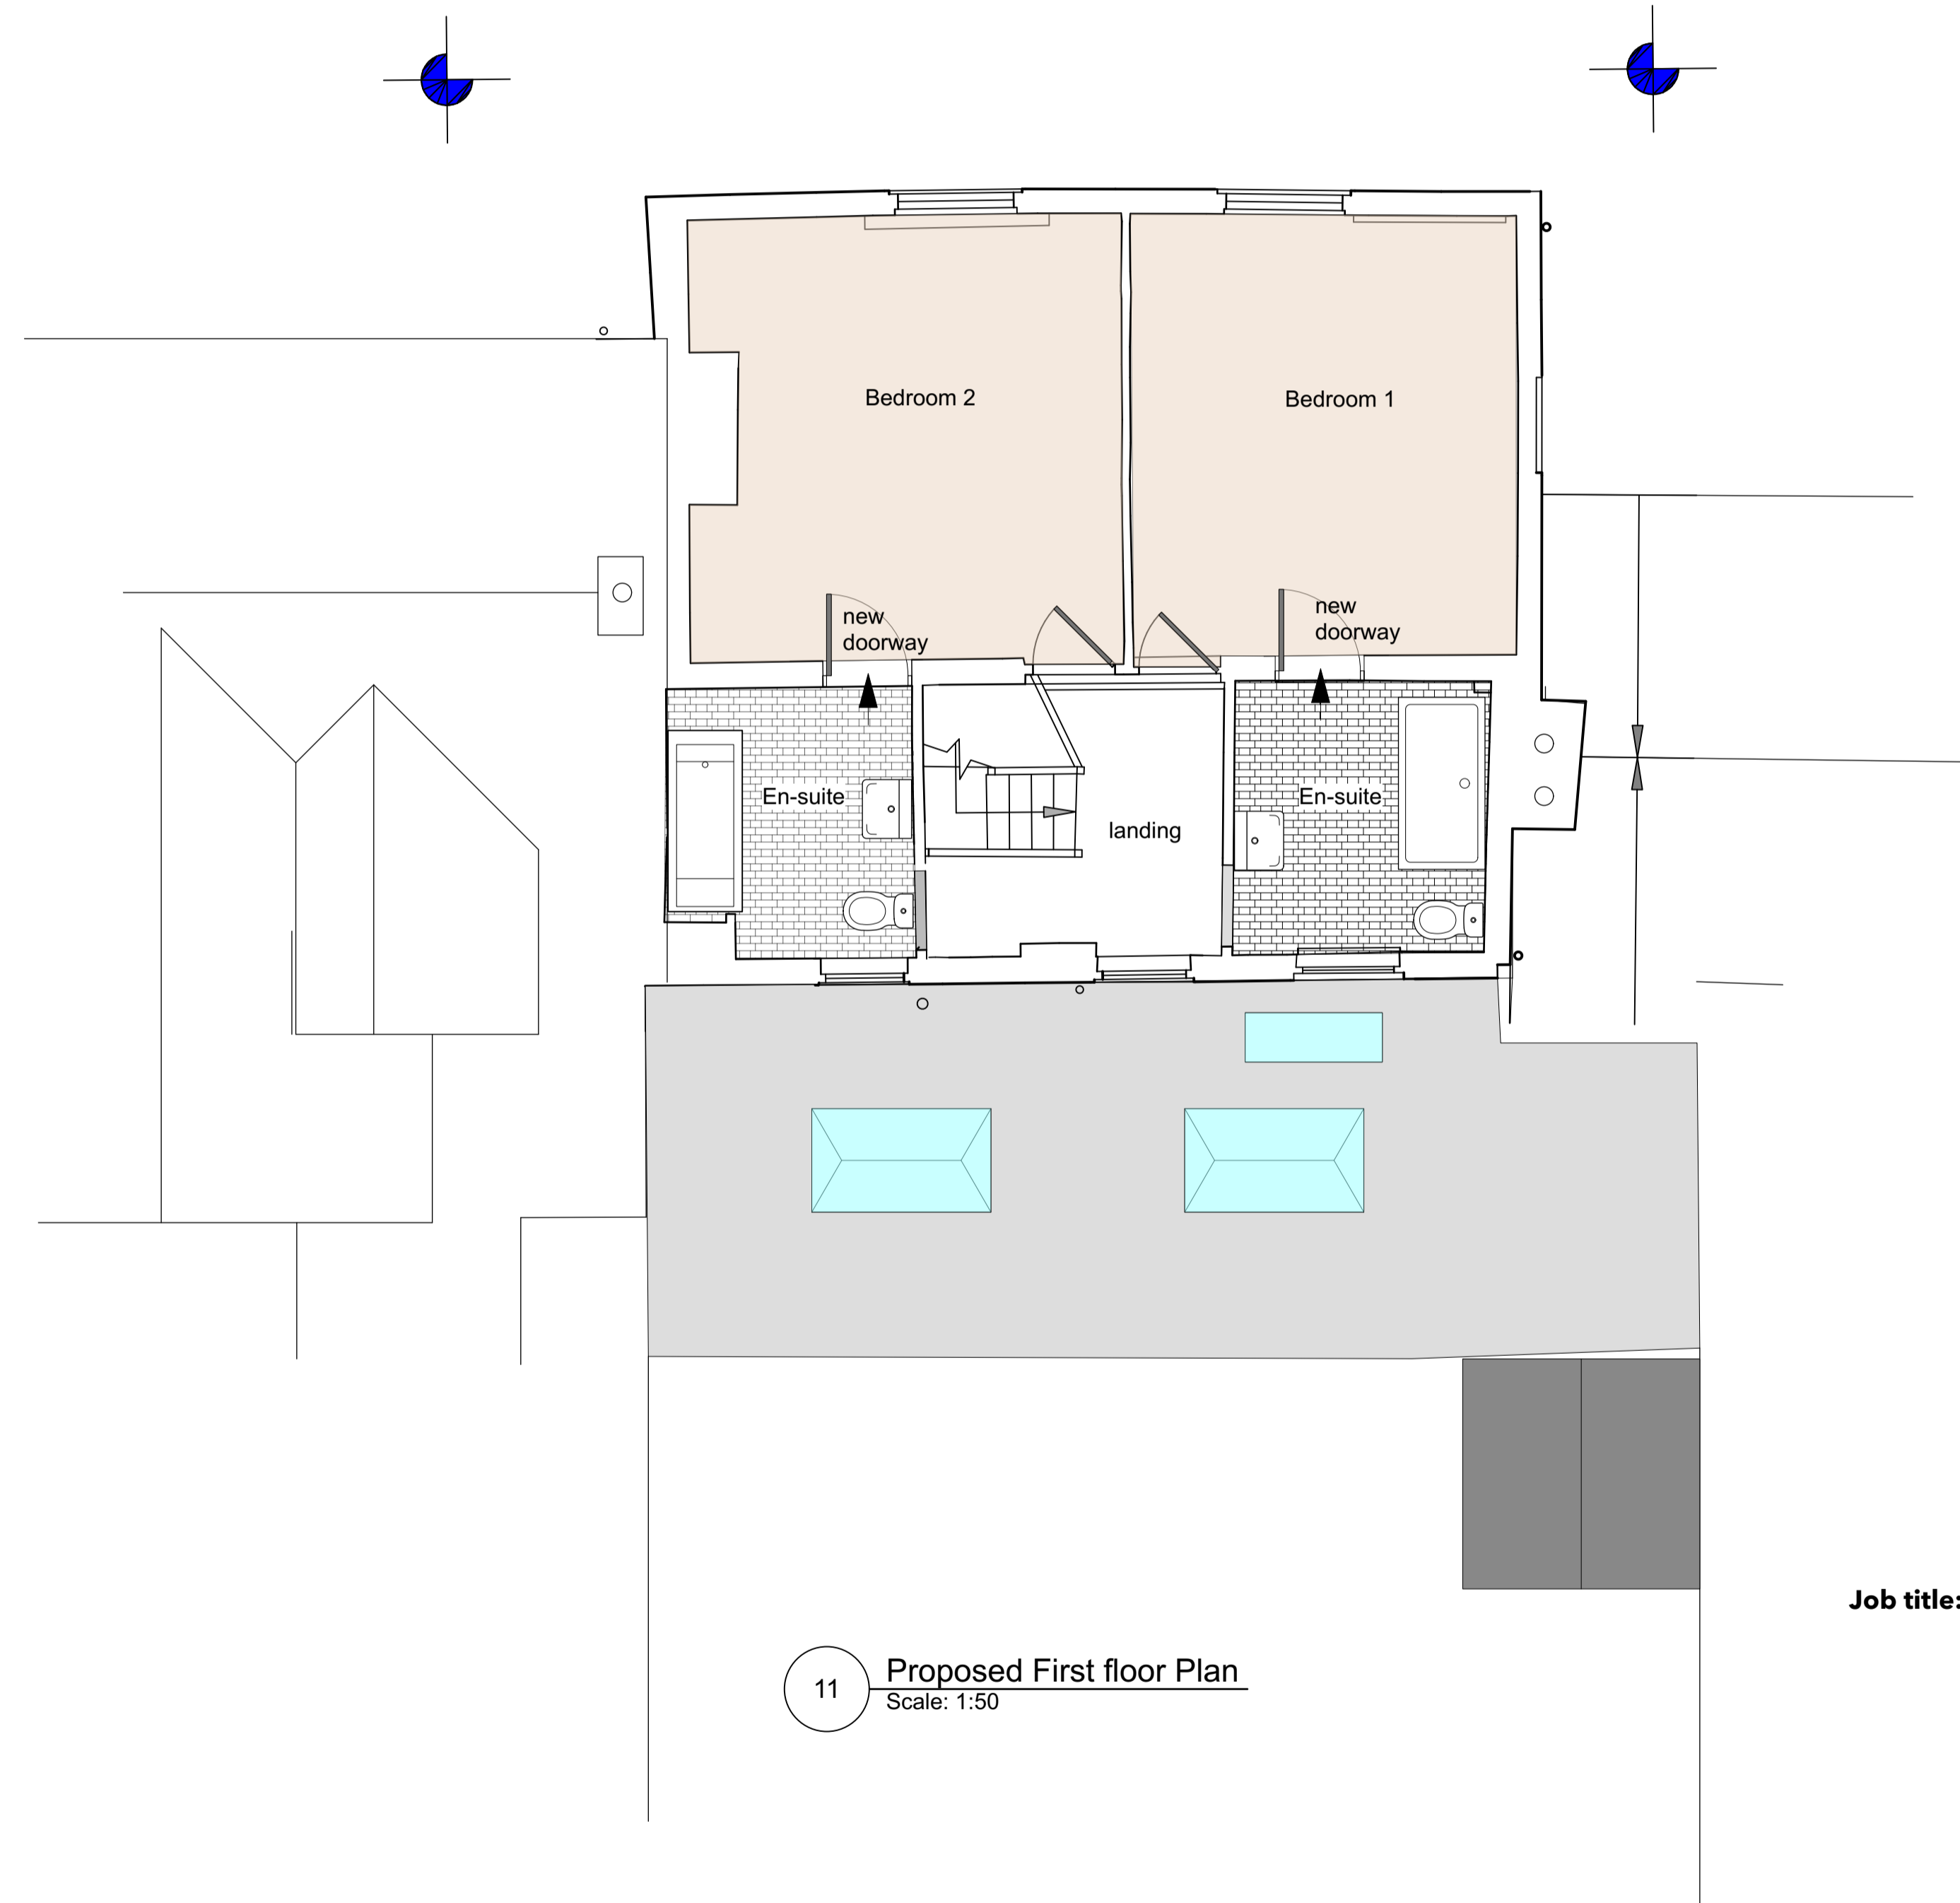 Bedroom 2
Bedroom 1
new
doorway
new
doorway
En-suite
En-suite
landing
Job title:
11
Proposed First floor Plan
Scale: 1:50